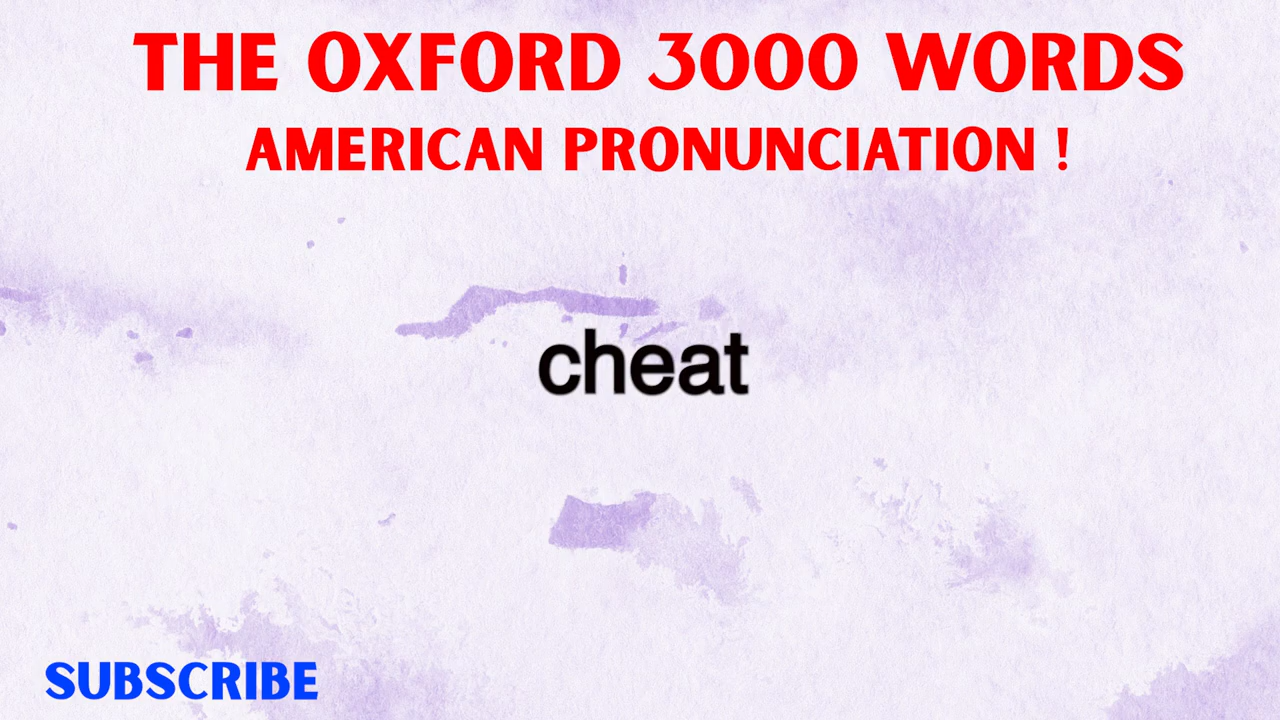 THE OXFORD 3000 WORDS
AMERICAN PRONUNCIATION !
cheat
SUBSCRIBE